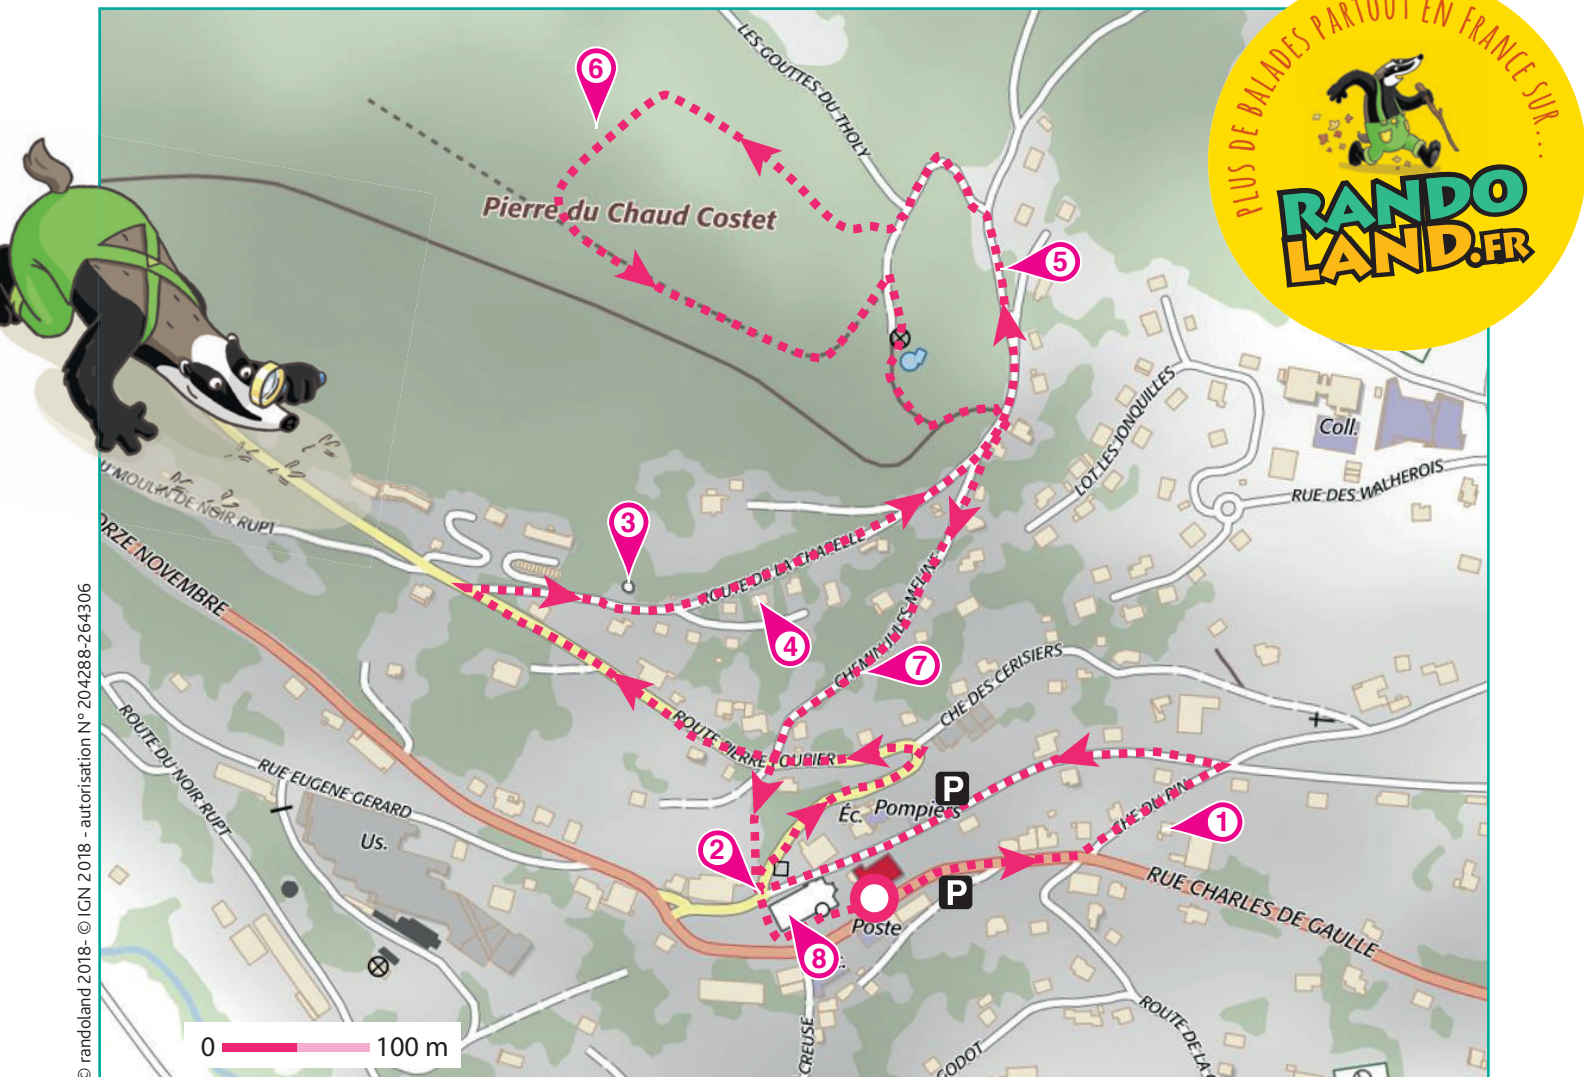 PLUS DE BALADES PARTOUT EN FRANCE SUR...
RANDO
LAND.FR
LES GOUTTES DU THOLY
6
Pierre du Chaud Costet
5
Coll.
LOT LES JONQUILLES
RUE DES WALHEROIS
U MOULIN DE NOIR RUPT
3
ORZE NOVEMBRE
ROUTE DE LA CHAPELLE
4
CHEMIN JULES MELINE
7
CHE DES CERISIERS
ROUTE DU NOIR RUPT
ROUTE PIERRE
RUE EUGENE GERARD
P
Éc.
Pompiers
CHE DU PIN
1
Us.
2
RUE CHARLES DE GAULLE
P
Poste
8
CREUSE
GODOT
ROUTE DE LA
0
100 m
© randoland 2018- © IGN 2018 - autorisation N° 204288-264306